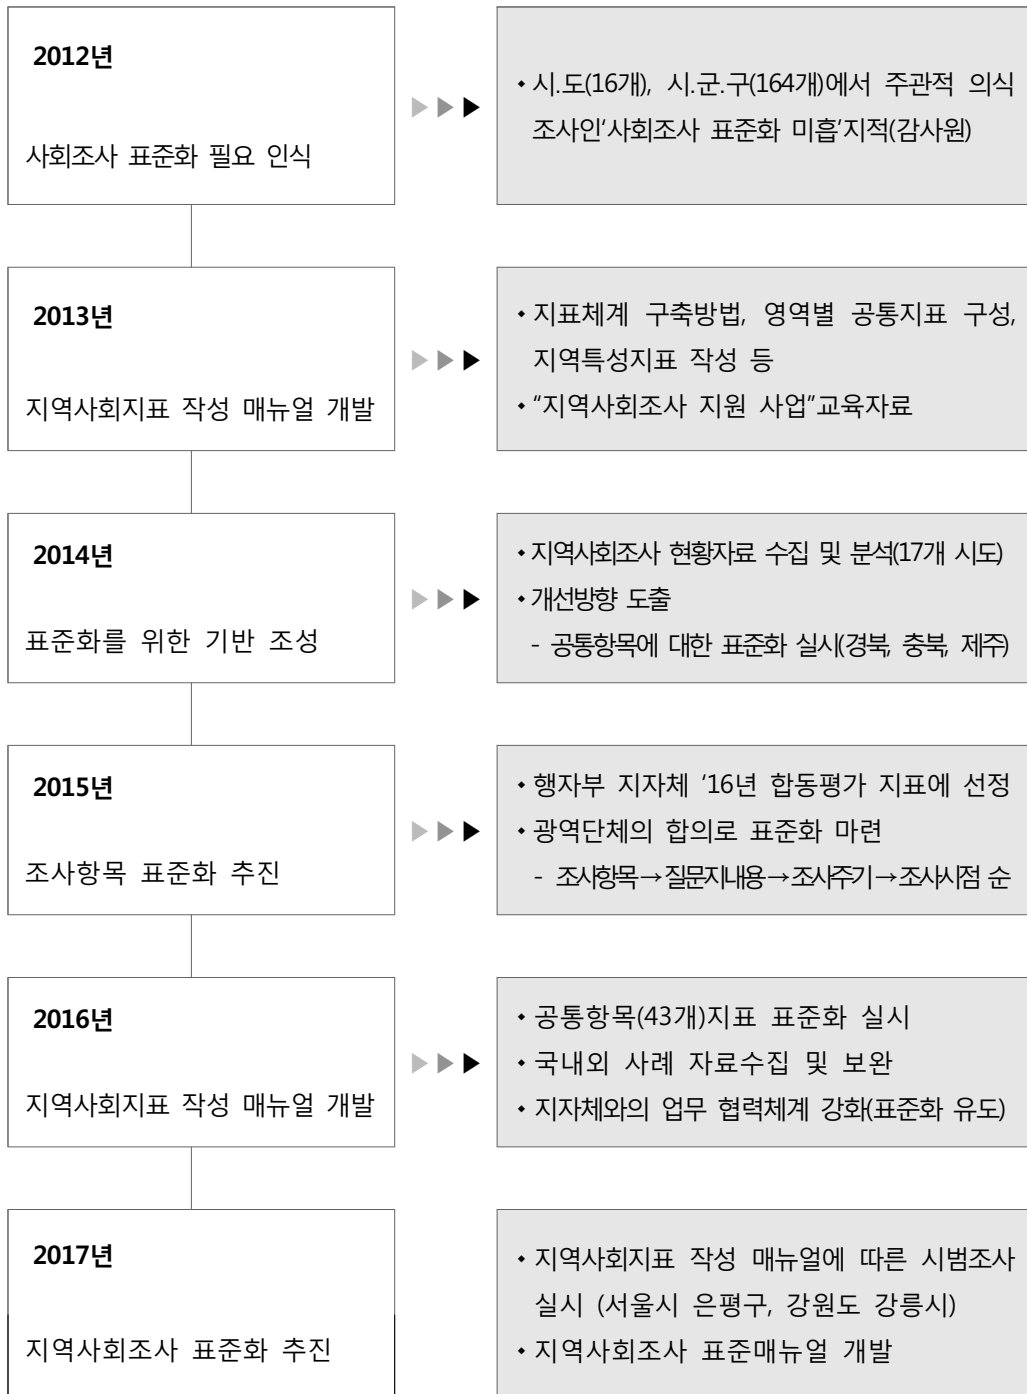 2012년
사회조사 표준화 필요 인식
▶▶▶
• 시.도(16개), 시.군.구(164개)에서 주관적 의식
조사인‘사회조사 표준화 미흡’지적(감사원)
2013년
지역사회지표 작성 매뉴얼 개발
▶▶▶
• 지표체계 구축방법, 영역별 공통지표 구성,
지역특성지표 작성 등
• “지역사회조사 지원 사업”교육자료
2014년
표준화를 위한 기반 조성
▶▶▶
• 지역사회조사 현황자료 수집 및 분석(17개 시도)
• 개선방향 도출
- 공통항목에 대한 표준화 실시(경북, 충북, 제주)
2015년
조사항목 표준화 추진
▶▶▶
• 행자부 지자체 ‘16년 합동평가 지표에 선정
• 광역단체의 합의로 표준화 마련
- 조사항목→질문지내용→조사주기→조사시점 순
2016년
지역사회지표 작성 매뉴얼 개발
▶▶▶
• 공통항목(43개)지표 표준화 실시
• 국내외 사례 자료수집 및 보완
• 지자체와의 업무 협력체계 강화(표준화 유도)
2017년
지역사회조사 표준화 추진
• 지역사회지표 작성 매뉴얼에 따른 시범조사
실시 (서울시 은평구, 강원도 강릉시)
• 지역사회조사 표준매뉴얼 개발